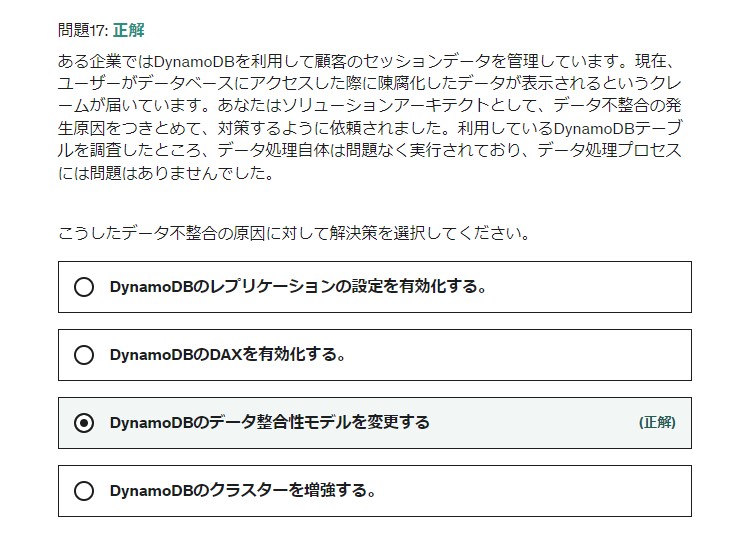 問題17: 正解
ある企業ではDynamoDBを利用して顧客のセッションデータを管理しています。現在、
ユーザーがデータベースにアクセスした際に陳腐化したデータが表示されるというクレ
ームが届いています。あなたはソリューションアーキテクトとして、データ不整合の発
生原因をつきとめて、対策するように依頼されました。利用しているDynamoDBテーブ
ルを調査したところ、データ処理自体は問題なく実行されており、データ処理プロセス
には問題はありませんでした。
こうしたデータ不整合の原因に対して解決策を選択してください。
DynamoDBのレプリケーションの設定を有効化する。
DynamoDBのDAXを有効化する。
DynamoDBのデータ整合性モデルを変更する (正解)
DynamoDBのクラスターを増強する。